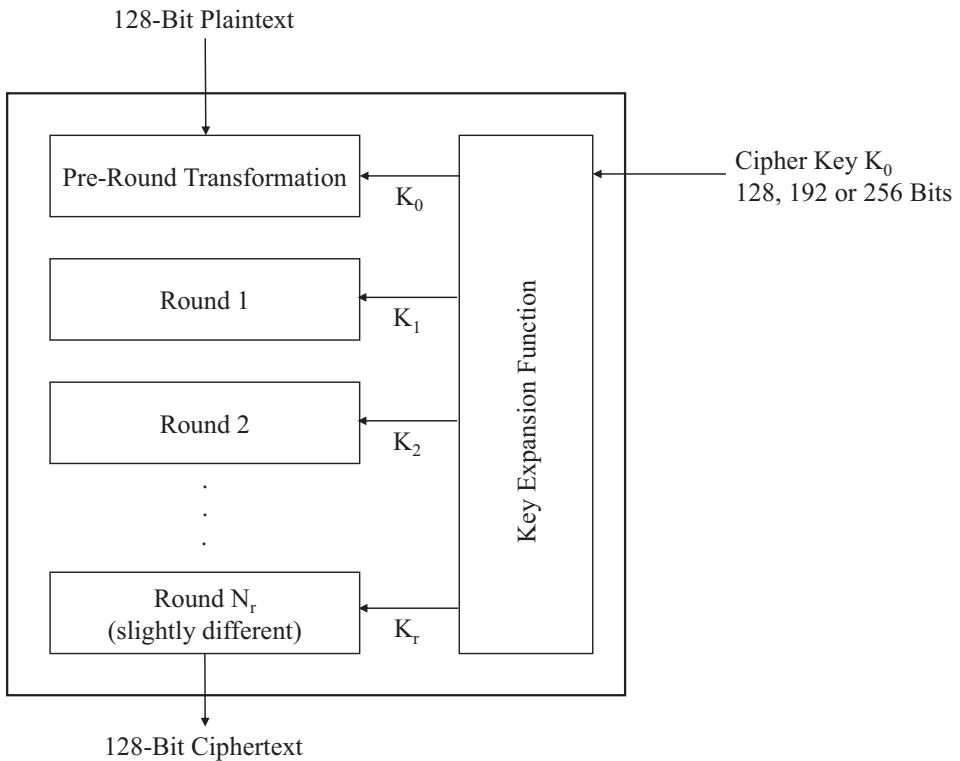 128-Bit Plaintext
Pre-Round Transformation
K₀
Cipher Key K₀
128, 192 or 256 Bits
Round 1
K₁
Key Expansion Function
Round 2
K₂
.
.
.
Round Nᵣ
(slightly different)
Kᵣ
128-Bit Ciphertext